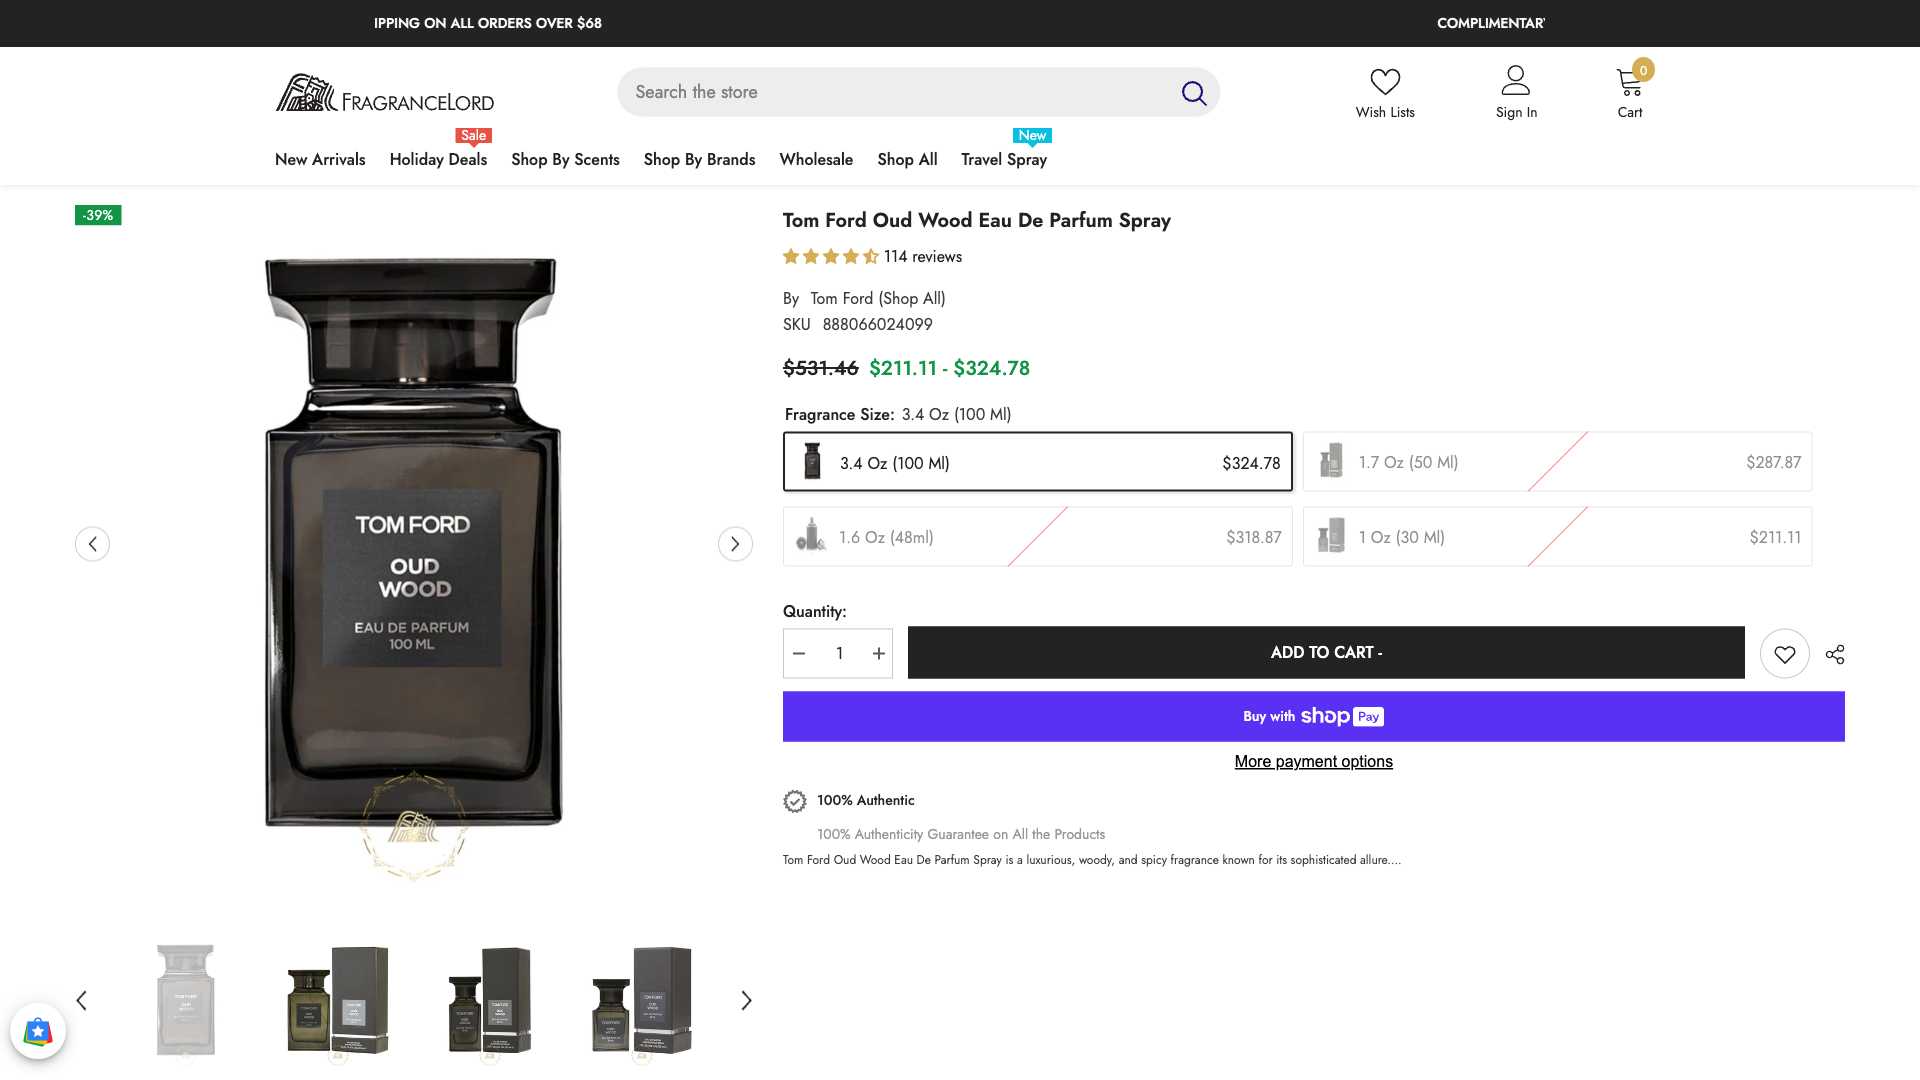 IPPING ON ALL ORDERS OVER $68
COMPLIMENTAR
FRAGRANCELORD
Search the store
Wish Lists
Sign In
0
Cart
Sale
New
New Arrivals
Holiday Deals
Shop By Scents
Shop By Brands
Wholesale
Shop All
Travel Spray
-39%
TOM FORD
OUD
WOOD
EAU DE PARFUM
100 ML
Tom Ford Oud Wood Eau De Parfum Spray
114 reviews
By Tom Ford (Shop All)
SKU 888066024099
$531.46 $211.11 - $324.78
Fragrance Size: 3.4 Oz (100 Ml)
3.4 Oz (100 Ml) $324.78
1.7 Oz (50 Ml) $287.87
1.6 Oz (48ml) $318.87
1 Oz (30 Ml) $211.11
Quantity:
1
ADD TO CART -
Buy with shop Pay
More payment options
100% Authentic
100% Authenticity Guarantee on All the Products
Tom Ford Oud Wood Eau De Parfum Spray is a luxurious, woody, and spicy fragrance known for its sophisticated allure....